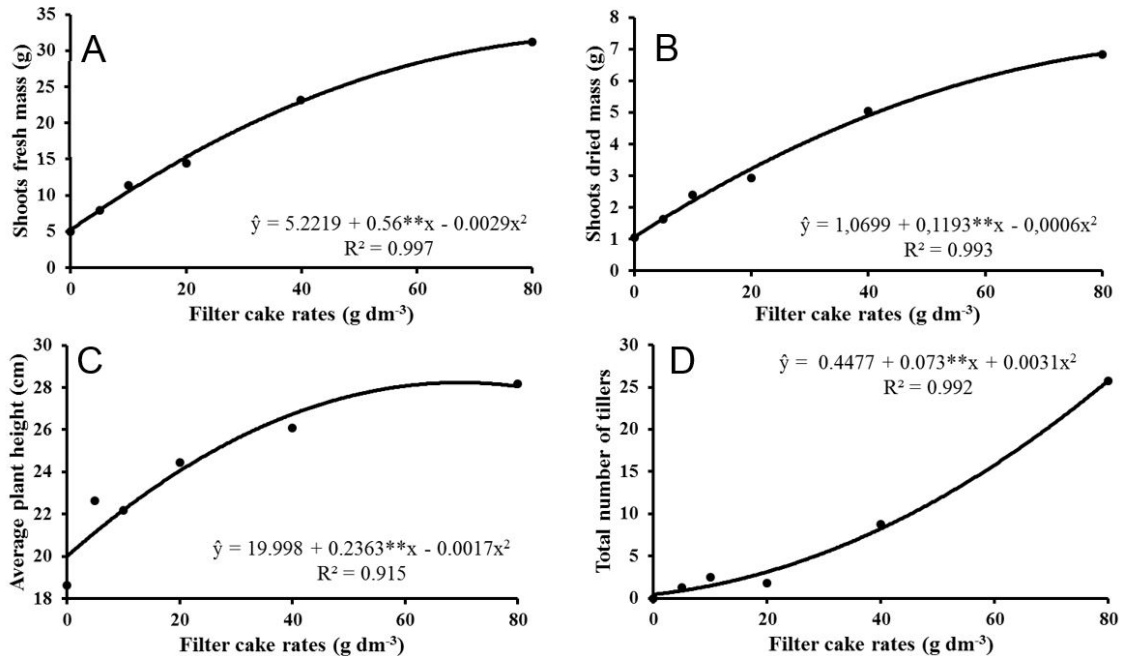 A
Shoots fresh mass (g)
35
30
25
20
15
10
5
0
ŷ = 5.2219 + 0.56**x - 0.0029x²
R² = 0.997
0 20 40 60 80
Filter cake rates (g dm⁻³)
B
Shoots dried mass (g)
8
7
6
5
4
3
2
1
0
ŷ = 1,0699 + 0,1193**x - 0,0006x²
R² = 0.993
0 20 40 60 80
Filter cake rates (g dm⁻³)
C
Average plant height (cm)
30
28
26
24
22
20
18
ŷ = 19.998 + 0.2363**x - 0.0017x²
R² = 0.915
0 20 40 60 80
Filter cake rates (g dm⁻³)
D
Total number of tillers
30
25
20
15
10
5
0
ŷ = 0.4477 + 0.073**x + 0.0031x²
R² = 0.992
0 20 40 60 80
Filter cake rates (g dm⁻³)